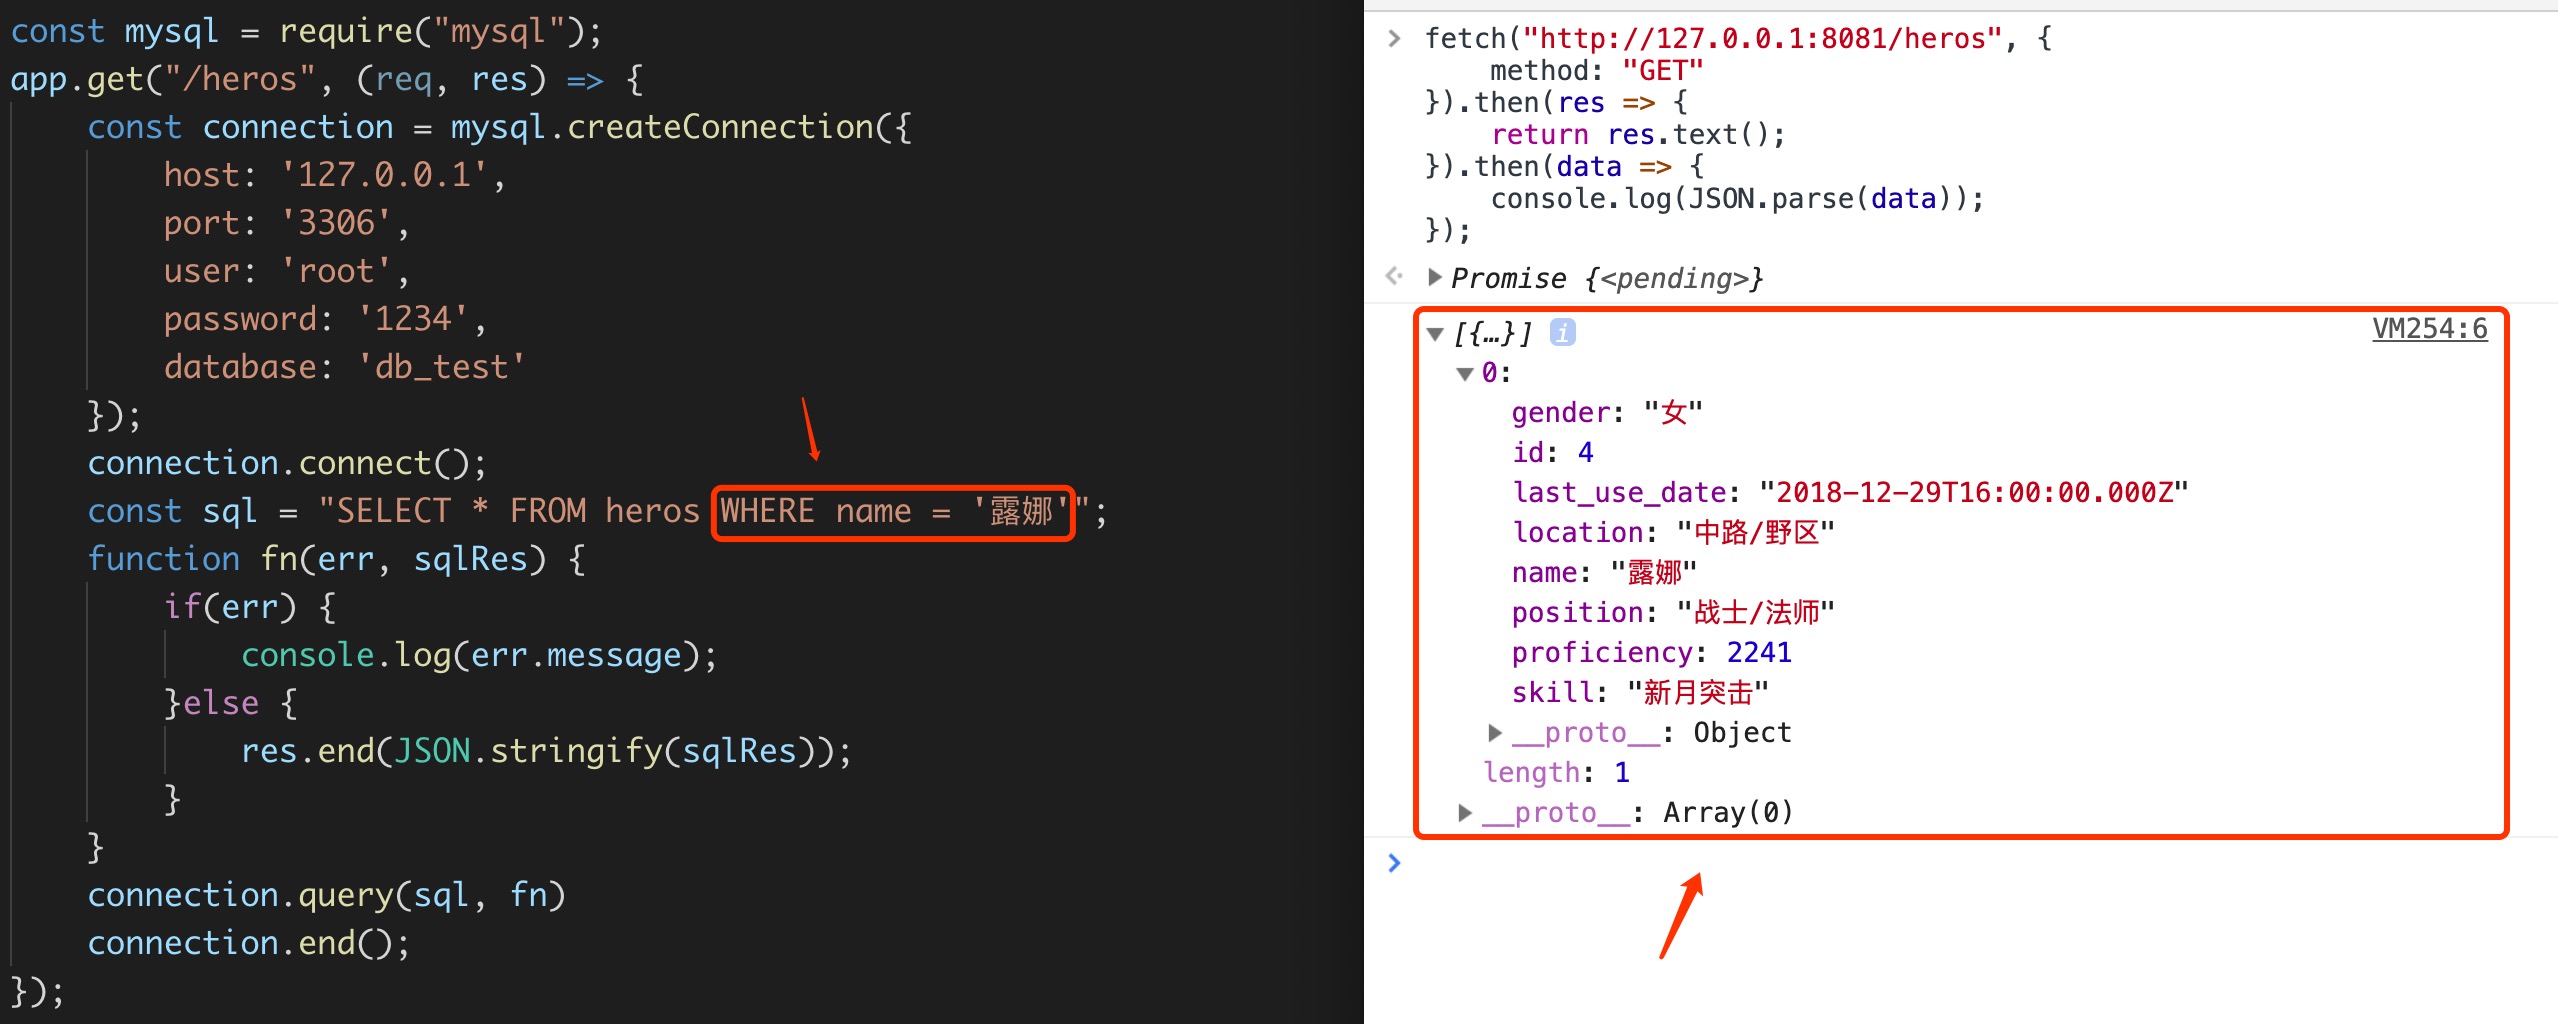 const mysql = require("mysql");
app.get("/heros", (req, res) => {
    const connection = mysql.createConnection({
        host: '127.0.0.1',
        port: '3306',
        user: 'root',
        password: '1234',
        database: 'db_test'
    });
    connection.connect();
    const sql = "SELECT * FROM heros WHERE name = '露娜'";
    function fn(err, sqlRes) {
        if(err) {
            console.log(err.message);
        }else {
            res.end(JSON.stringify(sqlRes));
        }
    }
    connection.query(sql, fn)
    connection.end();
});
fetch("http://127.0.0.1:8081/heros", {
    method: "GET"
}).then(res => {
    return res.text();
}).then(data => {
    console.log(JSON.parse(data));
});
Promise {<pending>}
[{…}] i VM254:6
0:
gender: "女"
id: 4
last_use_date: "2018-12-29T16:00:00.000Z"
location: "中路/野区"
name: "露娜"
position: "战士/法师"
proficiency: 2241
skill: "新月突击"
__proto__: Object
length: 1
__proto__: Array(0)